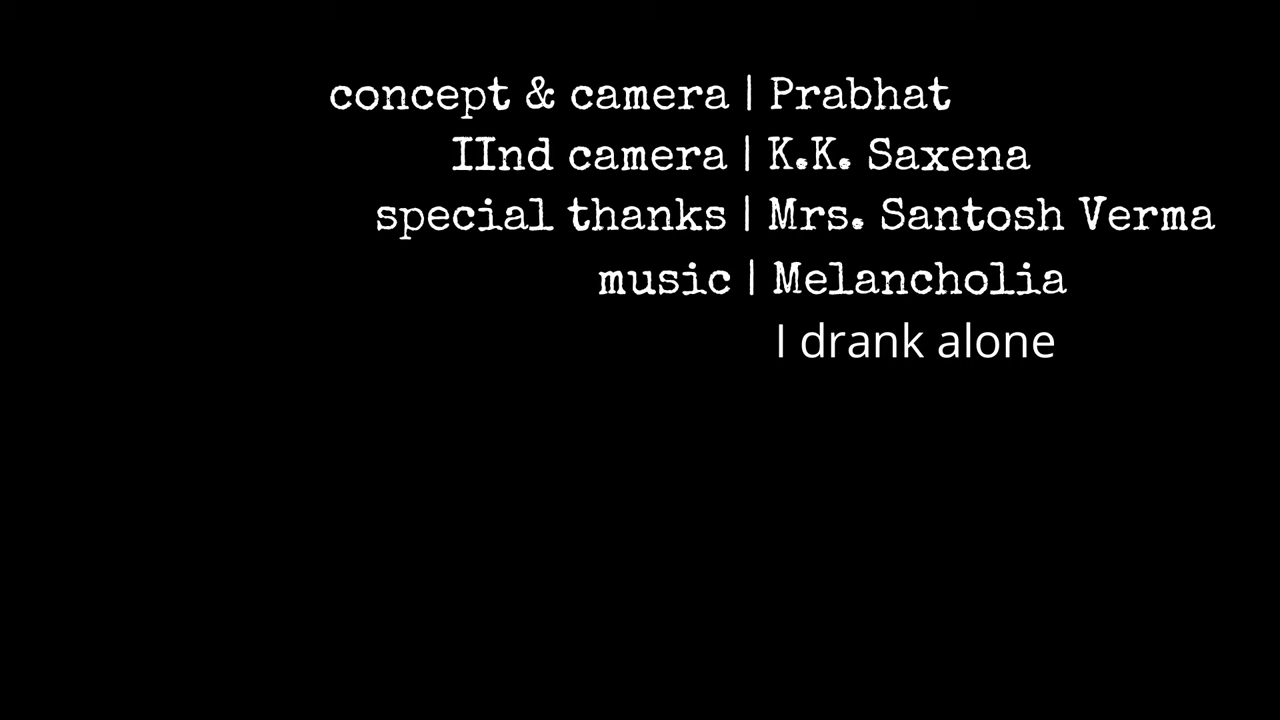 concept & camera | Prabhat
IInd camera | K.K. Saxena
special thanks | Mrs. Santosh Verma
music | Melancholia
I drank alone